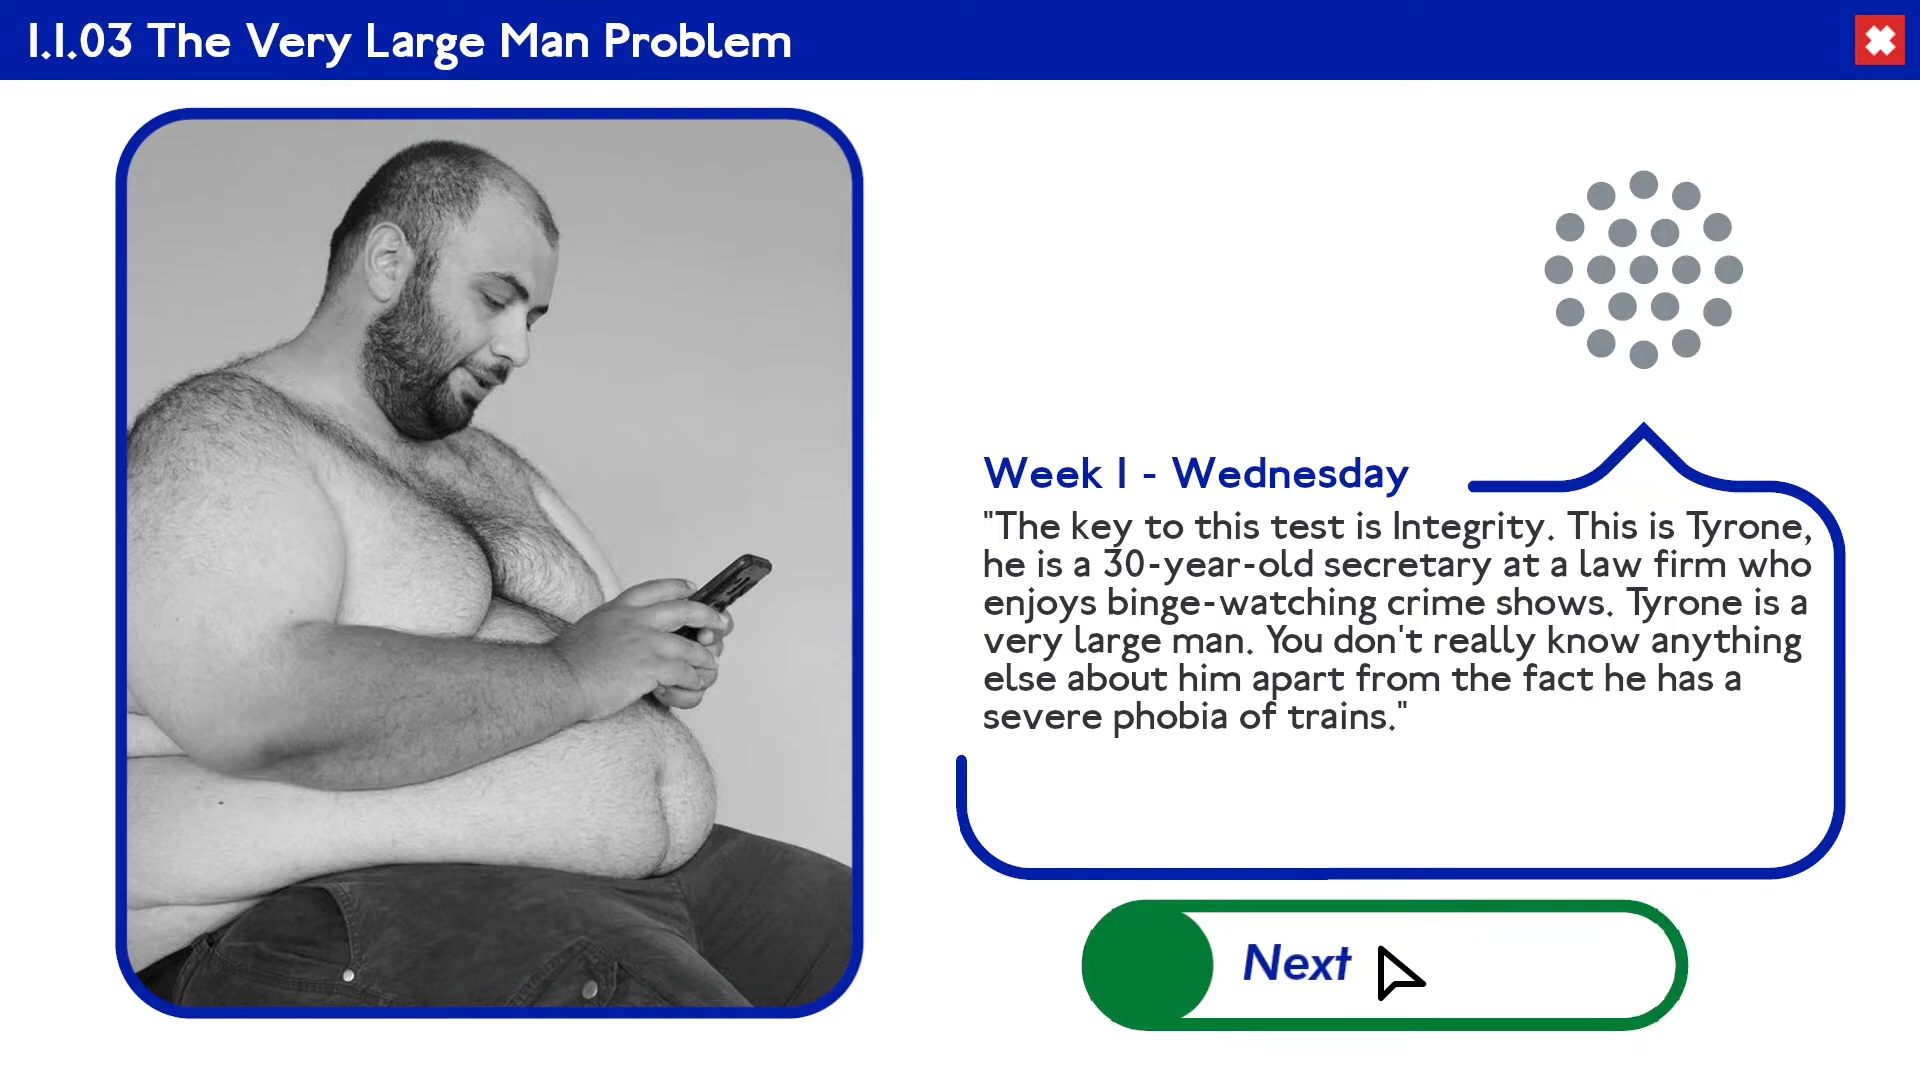 1.1.03 The Very Large Man Problem
Week 1 - Wednesday
"The key to this test is Integrity. This is Tyrone,
he is a 30-year-old secretary at a law firm who
enjoys binge-watching crime shows. Tyrone is a
very large man. You don't really know anything
else about him apart from the fact he has a
severe phobia of trains."
Next